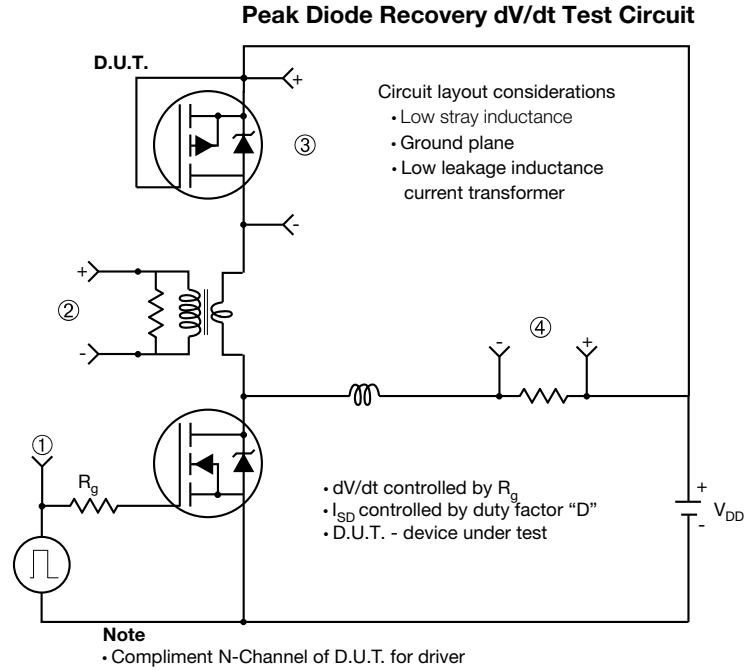 Peak Diode Recovery dV/dt Test Circuit
D.U.T.
+
Circuit layout considerations
• Low stray inductance
③
• Ground plane
• Low leakage inductance
current transformer
-
+
②
-
④
-
+
①
Rg
• dV/dt controlled by Rg
• ISD controlled by duty factor “D”
• D.U.T. - device under test
+
VDD
-
Note
• Compliment N-Channel of D.U.T. for driver